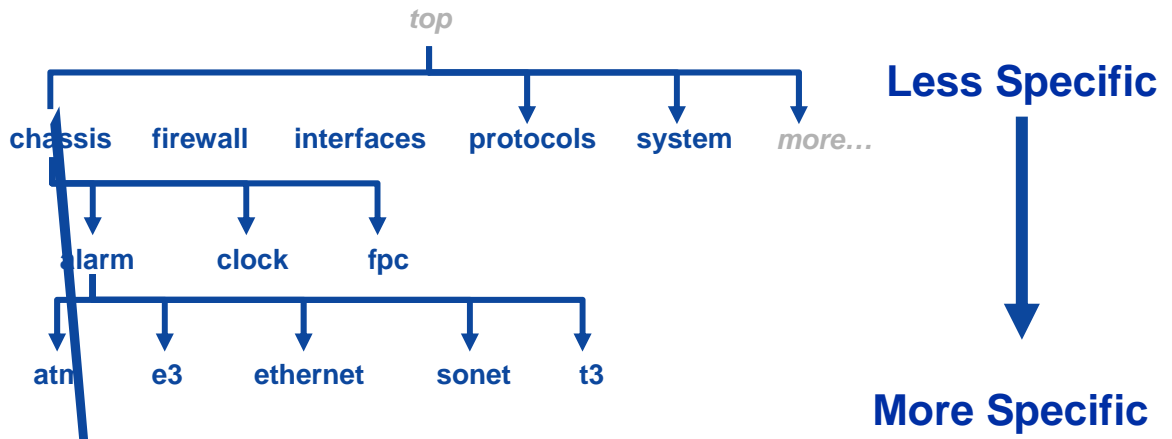 top
Less Specific
chassis firewall interfaces protocols system more...
alarm clock fpc
atm e3 ethernet sonet t3
More Specific